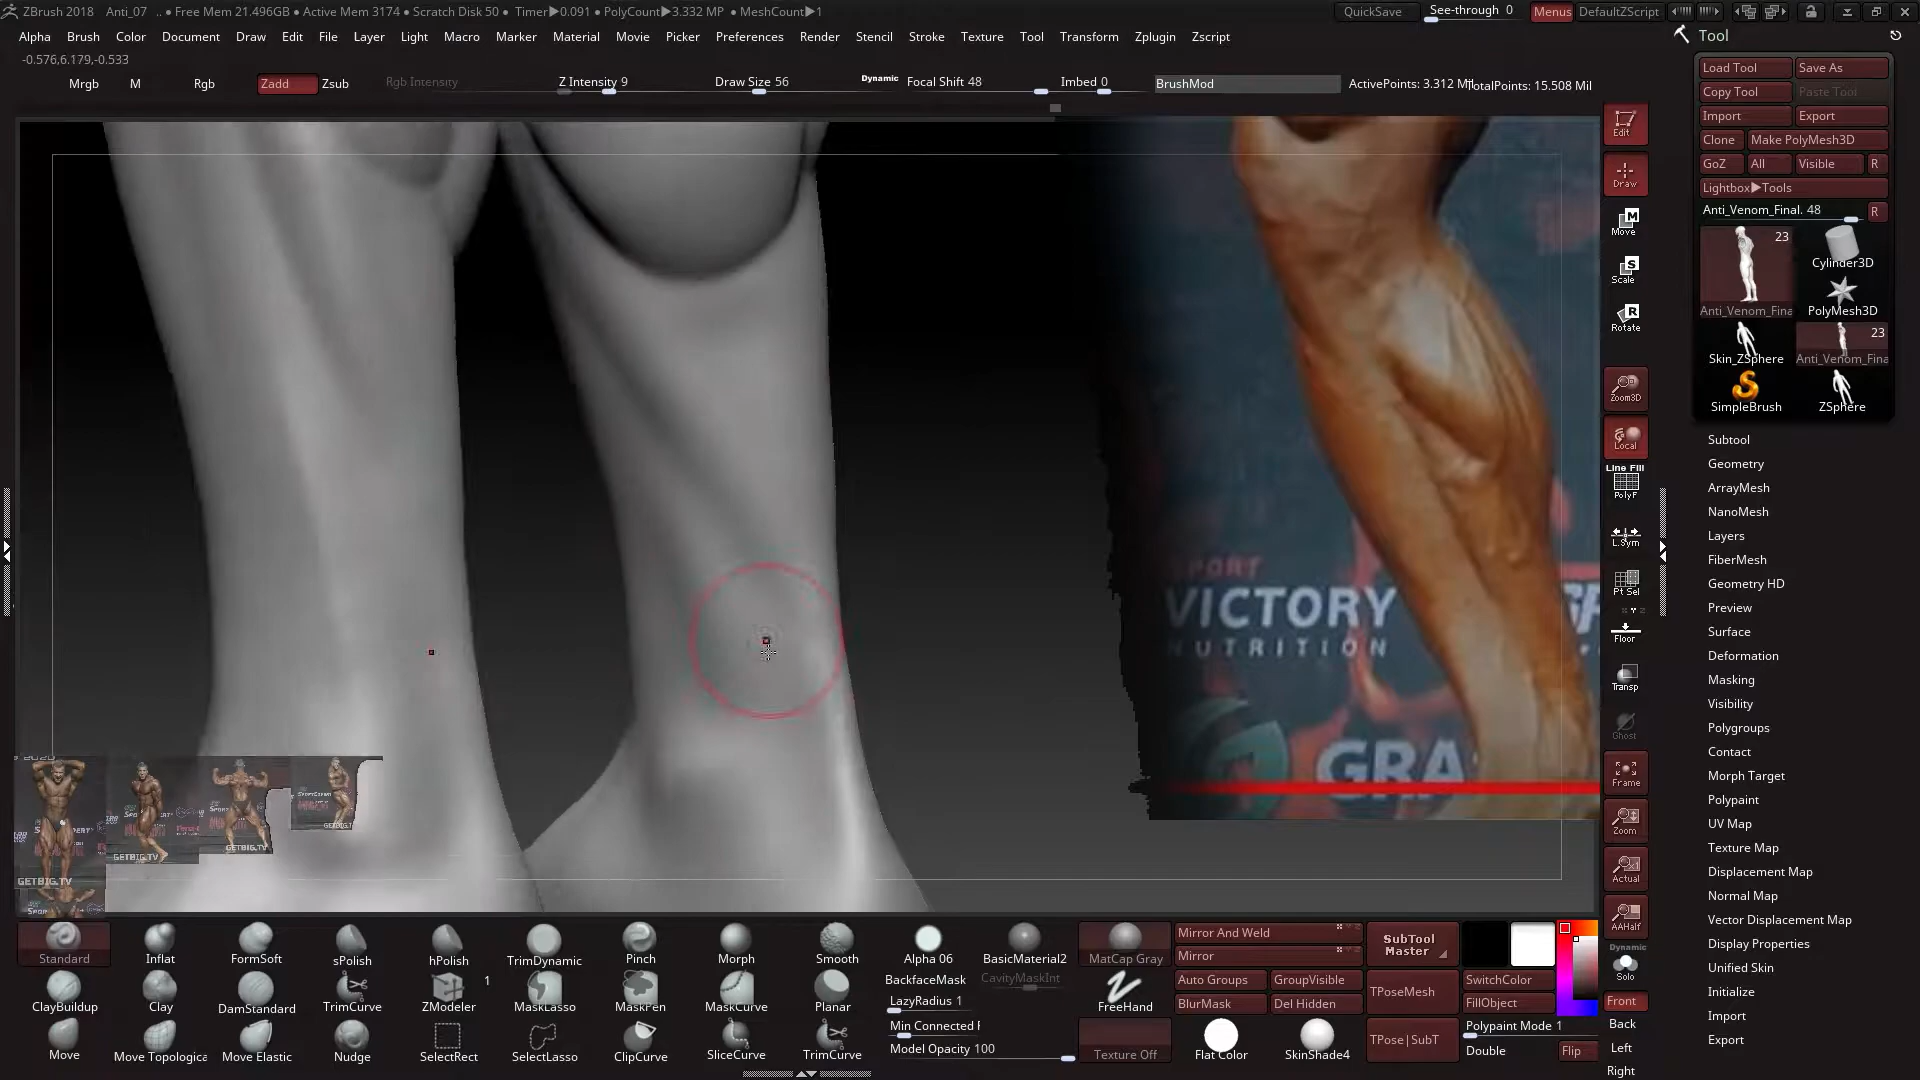 ZBrush 2018 Anti_07 .. • Free Mem 21.496GB • Active Mem 3174 • Scratch Disk 50 • Timer▶0.091 • PolyCount▶3.332 MP • MeshCount▶1
QuickSave See-through 0 Menus DefaultZScript
Alpha Brush Color Document Draw Edit File Layer Light Macro Marker Material Movie Picker Preferences Render Stencil Stroke Texture Tool Transform Zplugin Zscript
Tool
-0.576,6.179,-0.533
Mrgb M Rgb Zadd Zsub Rgb Intensity Z Intensity 9 Draw Size 56 Dynamic Focal Shift 48 Imbed 0 BrushMod ActivePoints: 3.312 Mil TotalPoints: 15.508 Mil
Load Tool Save As
Copy Tool Paste Tool
Import Export
Clone Make PolyMesh3D
GoZ All Visible R
Lightbox▶Tools
Anti_Venom_Final. 48 R
23
Cylinder3D
Anti_Venom_Fina PolyMesh3D
23
Skin_ZSphere Anti_Venom_Fina
SimpleBrush ZSphere
Subtool
Geometry
ArrayMesh
NanoMesh
Layers
FiberMesh
Geometry HD
Preview
Surface
Deformation
Masking
Visibility
Polygroups
Contact
Morph Target
Polypaint
UV Map
Texture Map
Displacement Map
Normal Map
Vector Displacement Map
Display Properties
Unified Skin
Initialize
Import
Export
Edit
Draw
Move
Scale
Rotate
Zoom3D
Local
Line Fill
PolyF
L.Sym
Pt Sel
Floor
Transp
Ghost
Frame
Zoom
Actual
AAHalf
Dynamic
Solo
Front
Back
Left
Right
PORT
VICTORY
NUTRITION
GRA
GETBIG.TV
GETBIG.TV
GETBIG.TV
Standard Inflat FormSoft sPolish hPolish TrimDynamic Pinch Morph Smooth Alpha 06 BasicMaterial2 MatCap Gray
ClayBuildup Clay DamStandard TrimCurve ZModeler 1 MaskLasso MaskPen MaskCurve Planar
Move Move Topologica Move Elastic Nudge SelectRect SelectLasso ClipCurve SliceCurve TrimCurve
BackfaceMask CavityMaskInt
LazyRadius 1 FreeHand
Min Connected F
Model Opacity 100 Texture Off
Mirror And Weld
Mirror
Auto Groups GroupVisible
BlurMask Del Hidden
Flat Color SkinShade4
SubTool
Master
TPoseMesh
TPose|SubT
SwitchColor
FillObject
Polypaint Mode 1
Double Flip